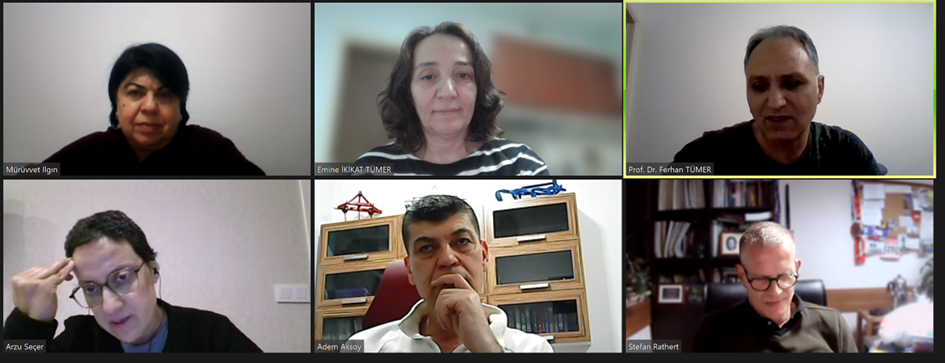 Mürüvvet Ilgın
Emine İKİKAT TÜMER
Prof. Dr. Ferhan TÜMER
Arzu Seçer
Adem Aksoy
Stefan Rathert